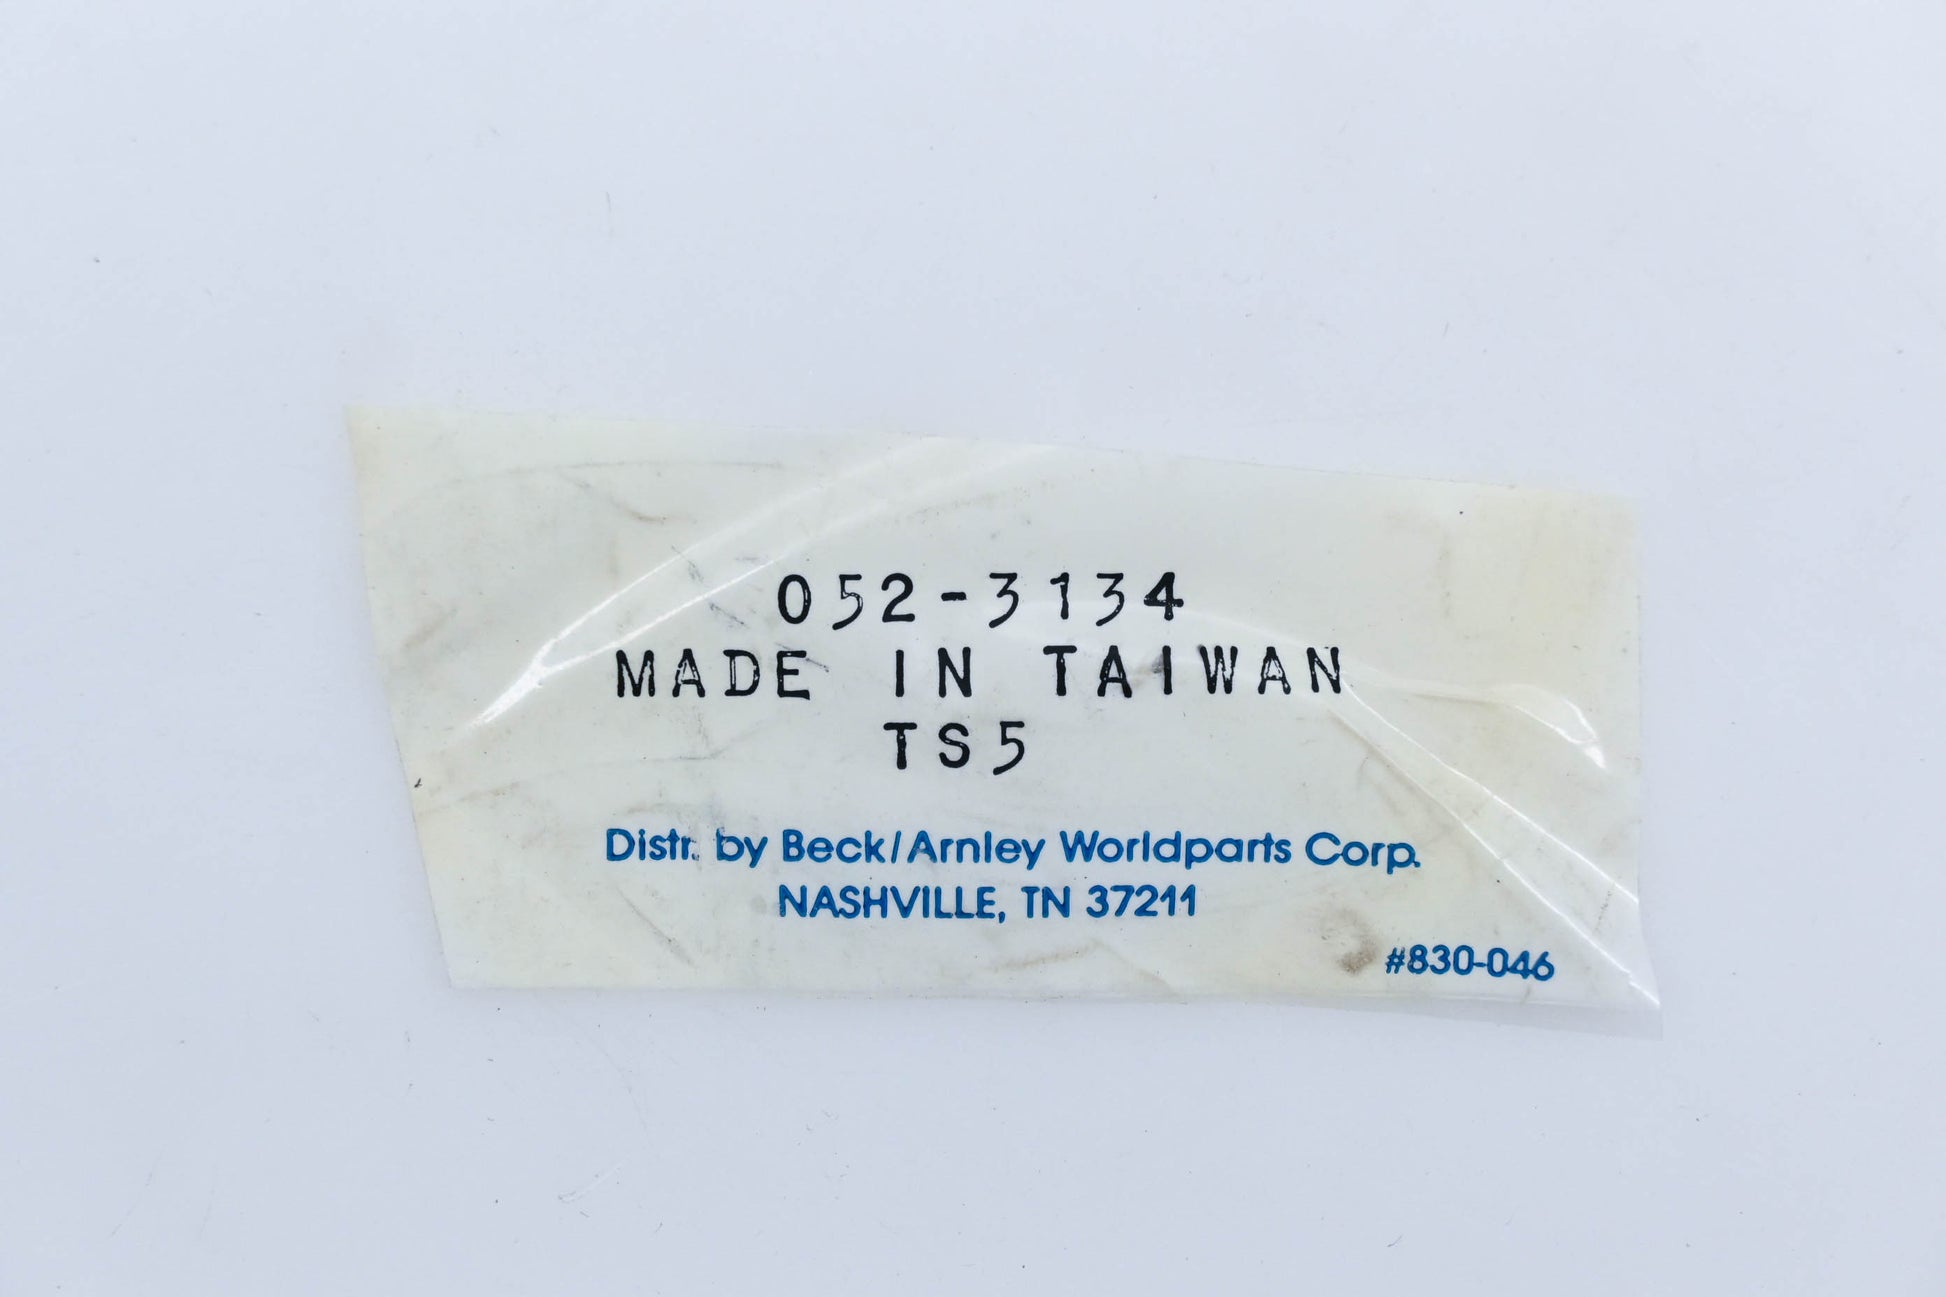 052-3134
MADE IN TAIWAN
TS5
Distr. by Beck/Arnley Worldparts Corp.
NASHVILLE, TN 37211
#830-046